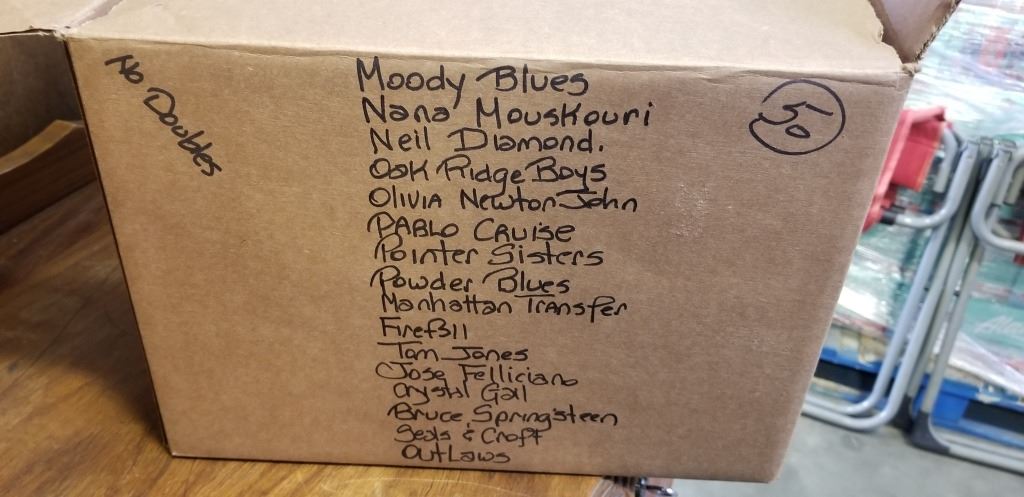 No Doubles
Moody Blues
Nana Mouskouri
Neil Diamond.
Oak Ridge Boys
Olivia Newton-John
PABLO CRUISE
Pointer Sisters
Powder Blues
Manhattan Transfer
Firefall
Tom Jones
Jose Felliciano
Crystal Gall
Bruce Springsteen
Seals & Croft
OutLaws
50